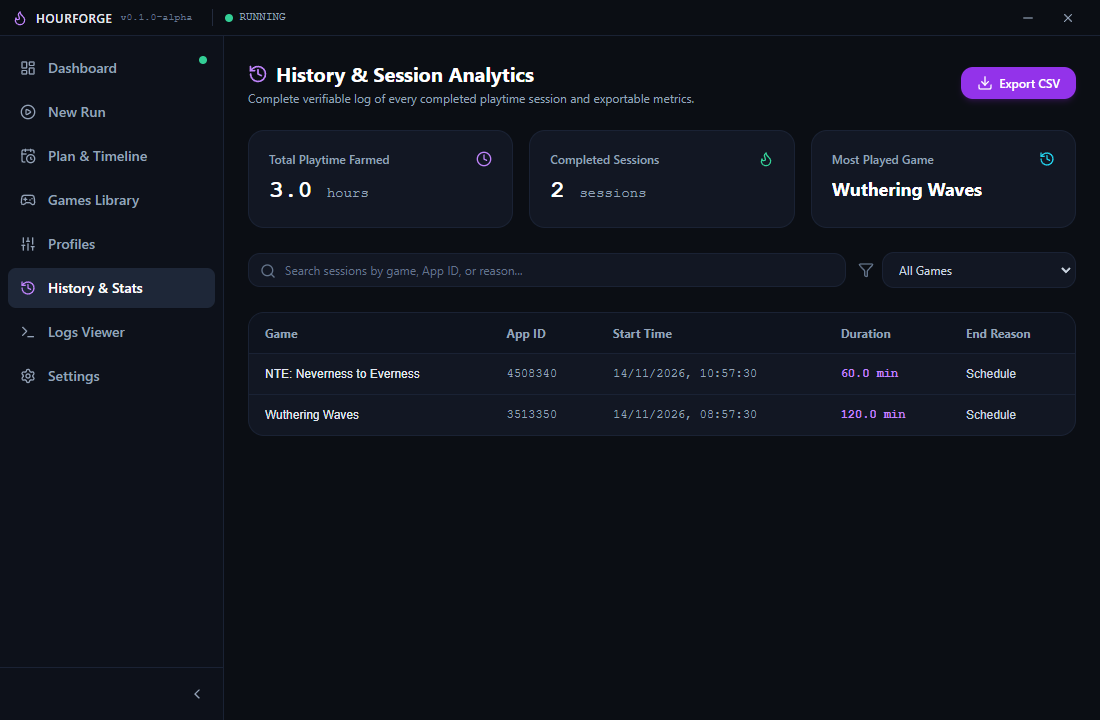 HOURFORGE v0.1.0-alpha RUNNING
Dashboard
New Run
Plan & Timeline
Games Library
Profiles
History & Stats
Logs Viewer
Settings
History & Session Analytics
Complete verifiable log of every completed playtime session and exportable metrics.
Export CSV
Total Playtime Farmed
3.0 hours
Completed Sessions
2 sessions
Most Played Game
Wuthering Waves
Search sessions by game, App ID, or reason...
All Games
Game App ID Start Time Duration End Reason
NTE: Neverness to Everness 4508340 14/11/2026, 10:57:30 60.0 min Schedule
Wuthering Waves 3513350 14/11/2026, 08:57:30 120.0 min Schedule